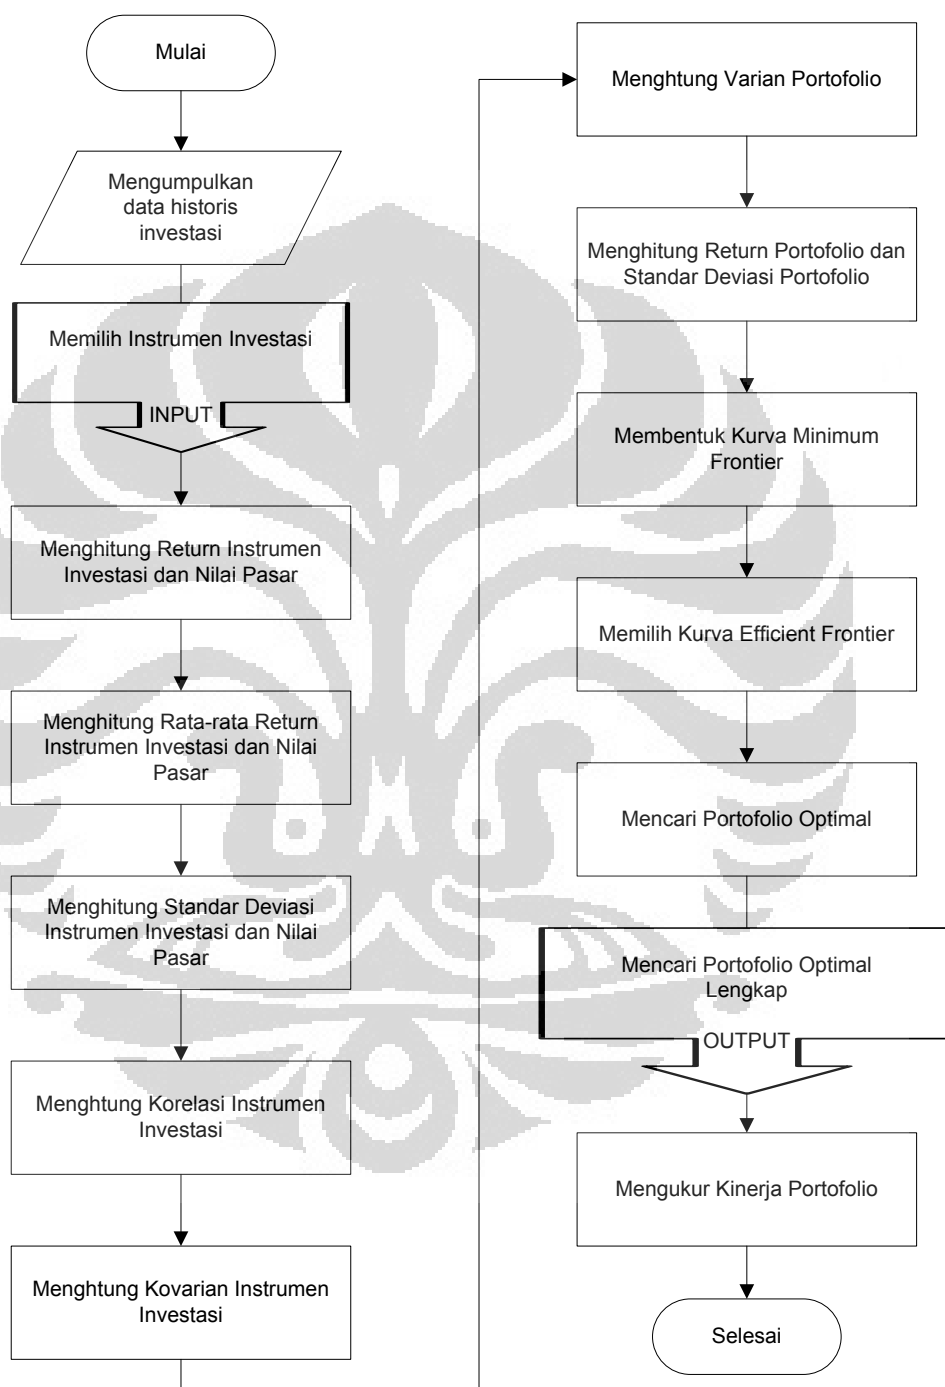 Mulai
Mengumpulkan
data historis
investasi
Memilih Instrumen Investasi
INPUT
Menghitung Return Instrumen
Investasi dan Nilai Pasar
Menghitung Rata-rata Return
Instrumen Investasi dan Nilai
Pasar
Menghitung Standar Deviasi
Instrumen Investasi dan Nilai
Pasar
Menghtung Korelasi Instrumen
Investasi
Menghtung Kovarian Instrumen
Investasi
Menghtung Varian Portofolio
Menghitung Return Portofolio dan
Standar Deviasi Portofolio
Membentuk Kurva Minimum
Frontier
Memilih Kurva Efficient Frontier
Mencari Portofolio Optimal
Mencari Portofolio Optimal
Lengkap
OUTPUT
Mengukur Kinerja Portofolio
Selesai